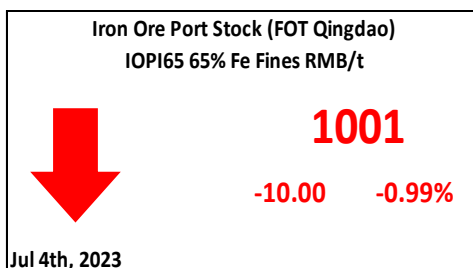 Iron Ore Port Stock (FOT Qingdao)
IOPI65 65% Fe Fines RMB/t
1001
-10.00 -0.99%
Jul 4th, 2023